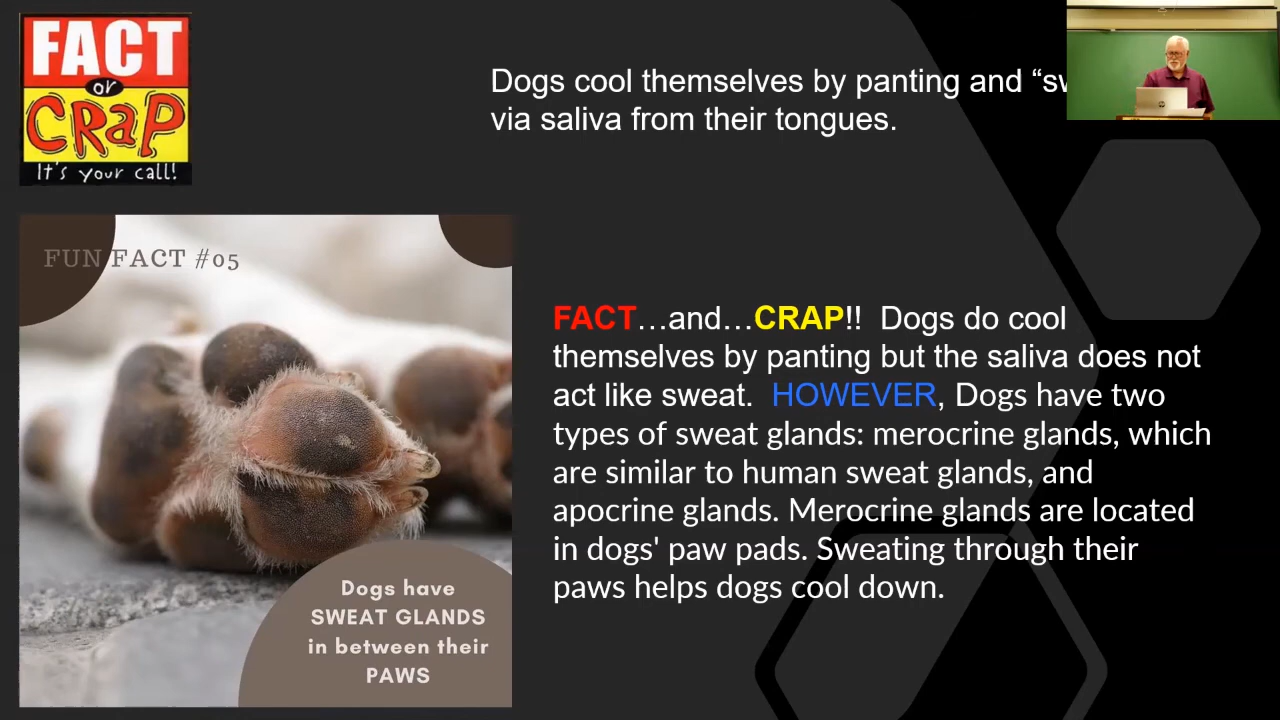 FACT
or
CRAP
It's your call!
Dogs cool themselves by panting and “
via saliva from their tongues.
FUN FACT #05
Dogs have
SWEAT GLANDS
in between their
PAWS
FACT…and…CRAP!! Dogs do cool
themselves by panting but the saliva does not
act like sweat. HOWEVER, Dogs have two
types of sweat glands: merocrine glands, which
are similar to human sweat glands, and
apocrine glands. Merocrine glands are located
in dogs' paw pads. Sweating through their
paws helps dogs cool down.